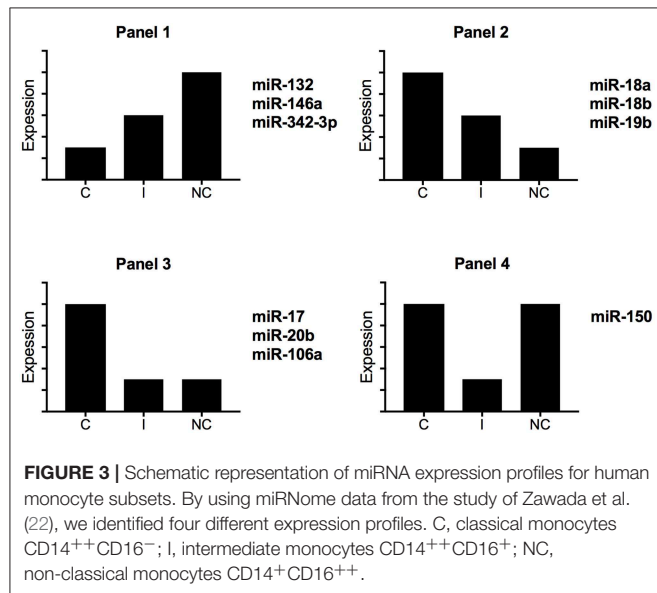 Panel 1
Expession
C I NC
miR-132
miR-146a
miR-342-3p
Panel 2
Expession
C I NC
miR-18a
miR-18b
miR-19b
Panel 3
Expession
C I NC
miR-17
miR-20b
miR-106a
Panel 4
Expession
C I NC
miR-150
FIGURE 3 | Schematic representation of miRNA expression profiles for human
monocyte subsets. By using miRNome data from the study of Zawada et al.
(22), we identified four different expression profiles. C, classical monocytes
CD14++CD16−; I, intermediate monocytes CD14++CD16+; NC,
non-classical monocytes CD14+CD16++.